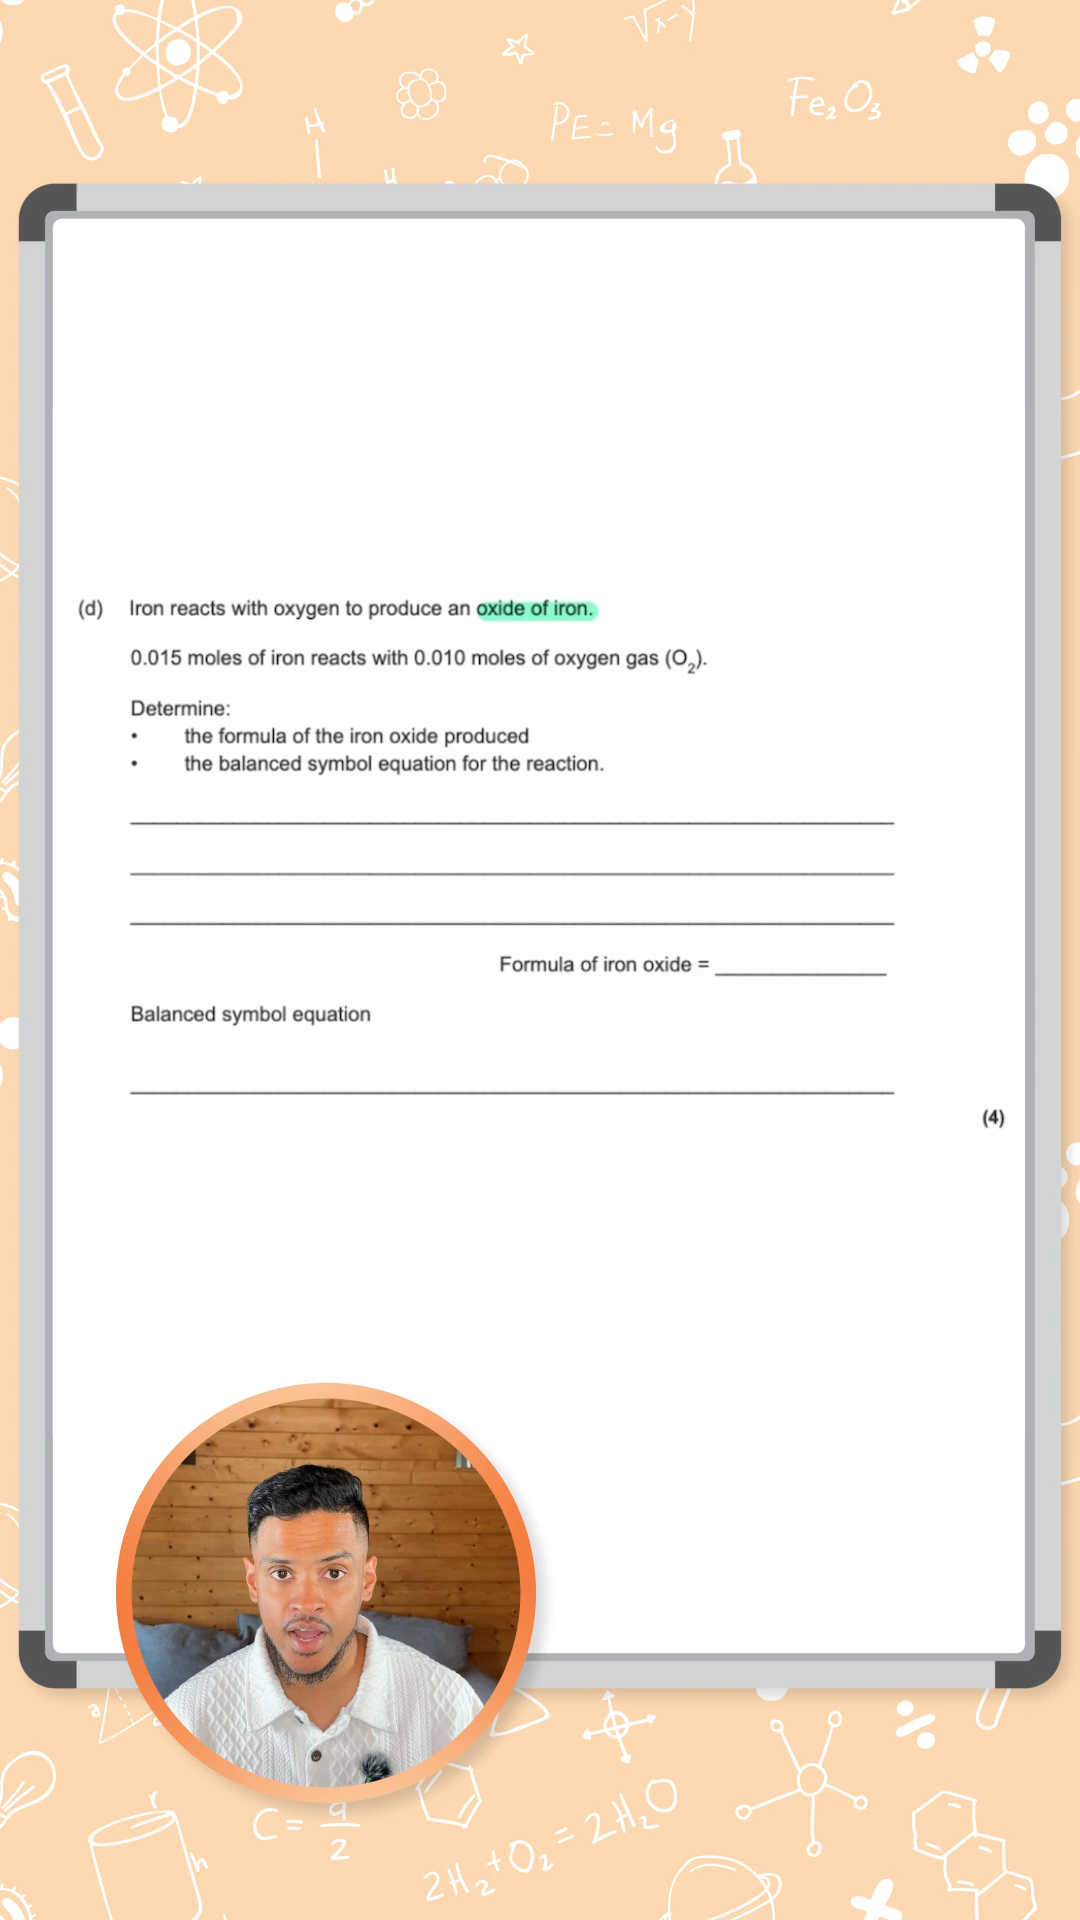 √x-y
Fe₂O₃
PE= Mg
H
H
(d) Iron reacts with oxygen to produce an oxide of iron.
0.015 moles of iron reacts with 0.010 moles of oxygen gas (O₂).
Determine:
• the formula of the iron oxide produced
• the balanced symbol equation for the reaction.
Formula of iron oxide =
Balanced symbol equation
(4)
a
r
h
C= q/2
2H₂+O₂=2H₂O